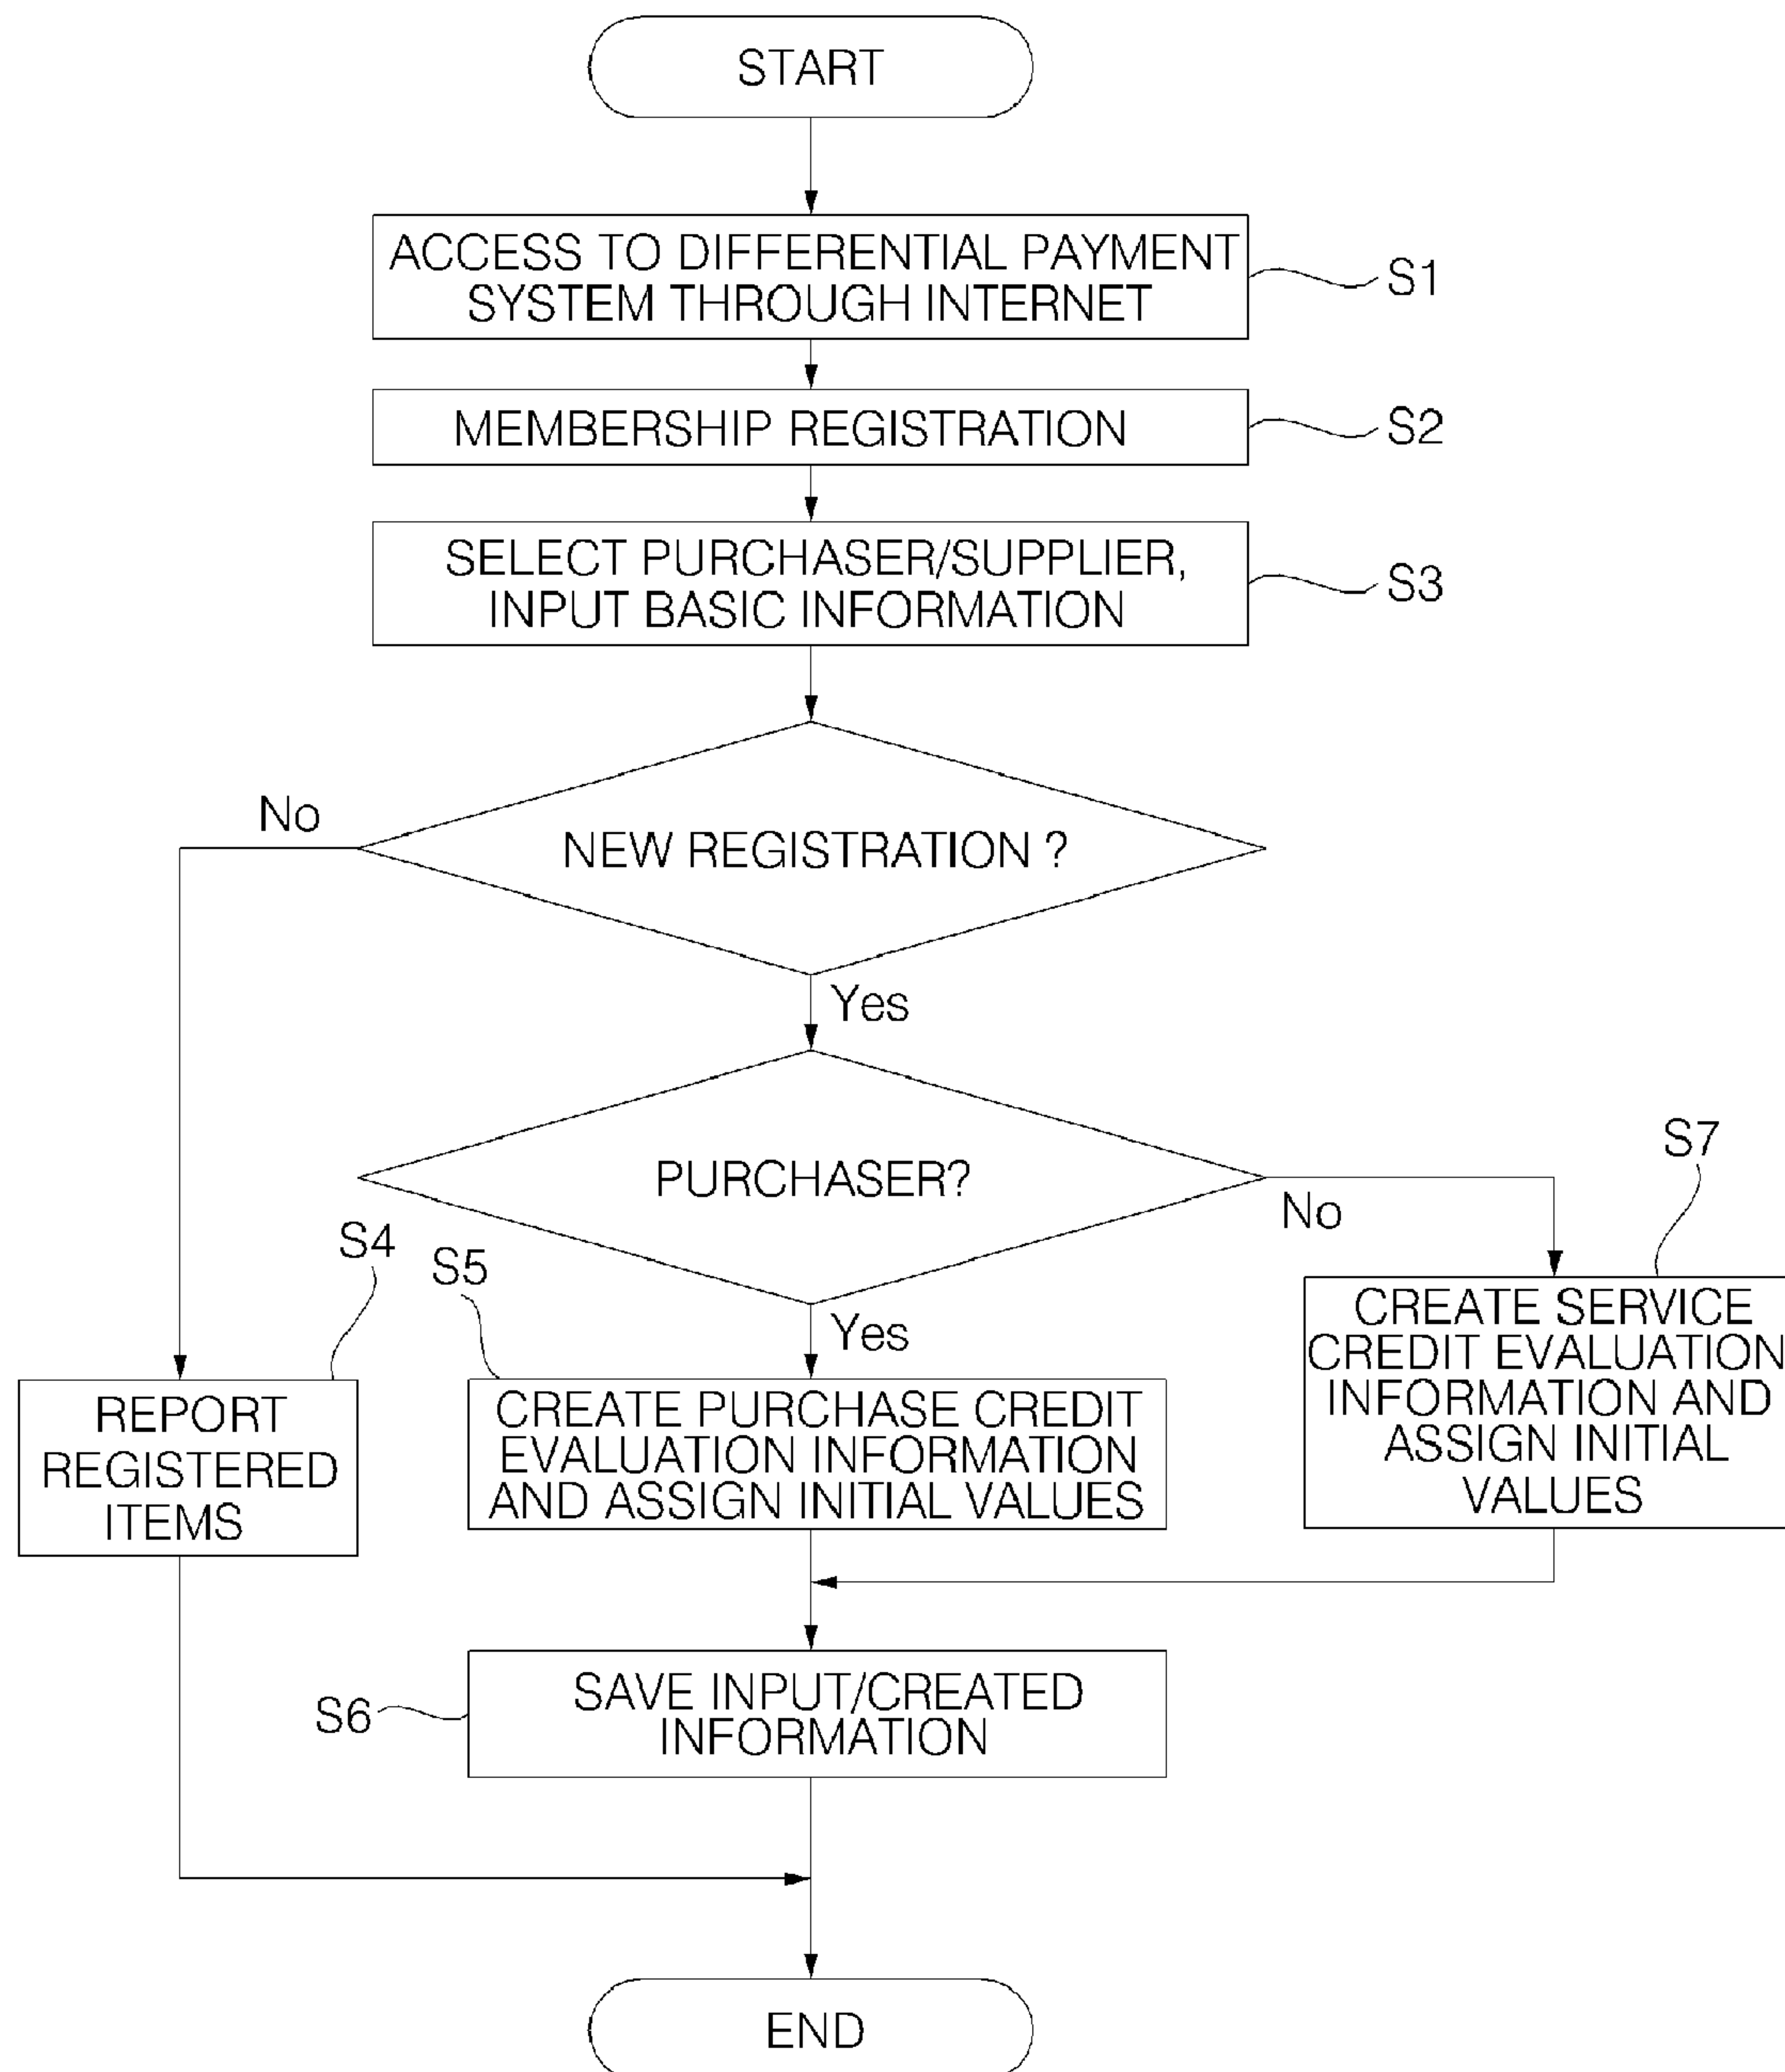 START
ACCESS TO DIFFERENTIAL PAYMENT
SYSTEM THROUGH INTERNET
S1
MEMBERSHIP REGISTRATION
S2
SELECT PURCHASER/SUPPLIER,
INPUT BASIC INFORMATION
S3
No
NEW REGISTRATION ?
Yes
PURCHASER?
No
S7
S4
S5
Yes
REPORT
REGISTERED
ITEMS
CREATE PURCHASE CREDIT
EVALUATION INFORMATION
AND ASSIGN INITIAL VALUES
CREATE SERVICE
CREDIT EVALUATION
INFORMATION AND
ASSIGN INITIAL
VALUES
S6
SAVE INPUT/CREATED
INFORMATION
END